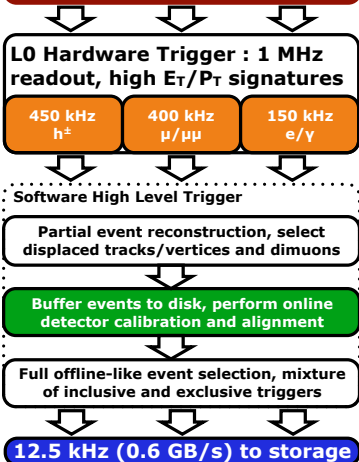 L0 Hardware Trigger : 1 MHz
readout, high E_T/P_T signatures
450 kHz
h±
400 kHz
μ/μμ
150 kHz
e/γ
Software High Level Trigger
Partial event reconstruction, select
displaced tracks/vertices and dimuons
Buffer events to disk, perform online
detector calibration and alignment
Full offline-like event selection, mixture
of inclusive and exclusive triggers
12.5 kHz (0.6 GB/s) to storage